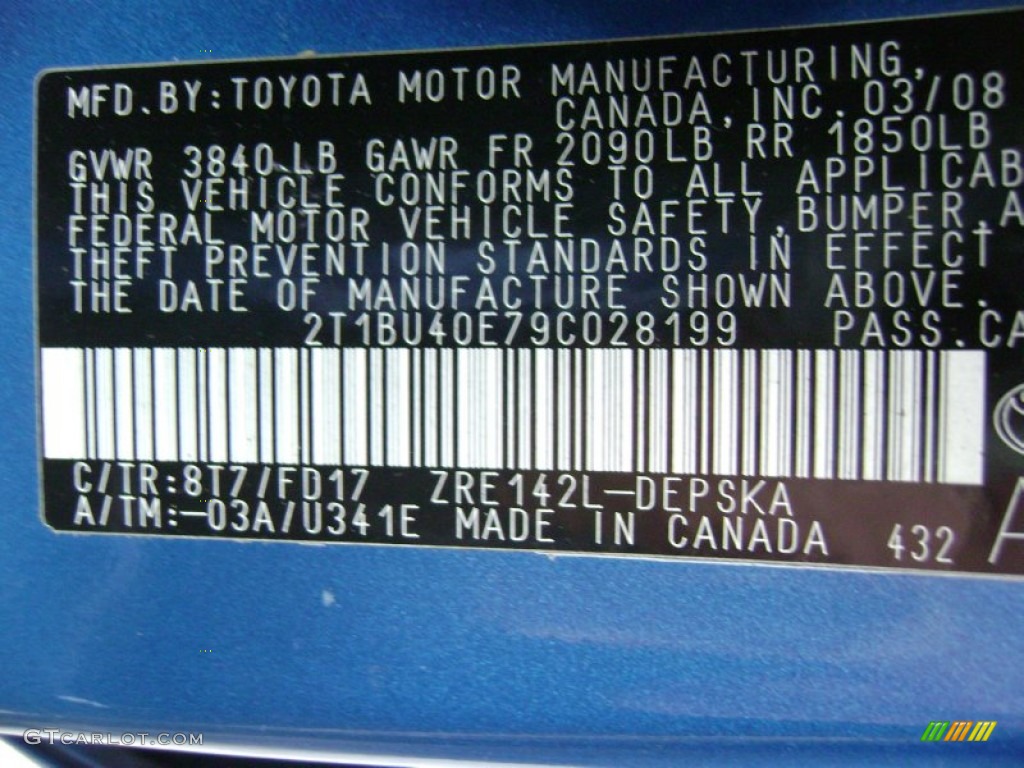 MFD. BY: TOYOTA MOTOR MANUFACTURING,
CANADA, INC. 03/08
GVWR 3840 LB GAWR FR 2090LB RR 1850LB
THIS VEHICLE CONFORMS TO ALL APPLICAB
FEDERAL MOTOR VEHICLE SAFETY, BUMPER, A
THEFT PREVENTION STANDARDS IN EFFECT
THE DATE OF MANUFACTURE SHOWN ABOVE.
2T1BU40E79C028199 PASS. CA
C/TR: 8T7/FD17 ZRE142L-DEPSKA
A/TM: -03A/U341E MADE IN CANADA 432
A
GTCARLOT.COM